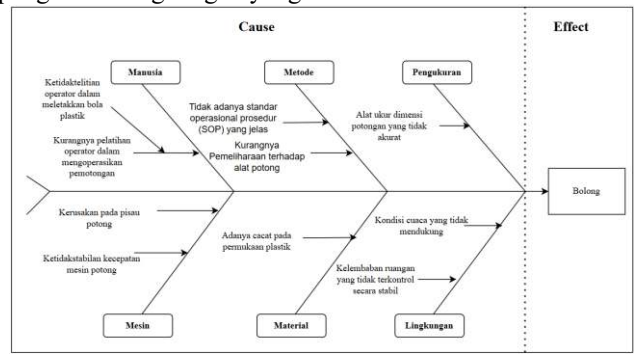 Cause
Effect
Manusia
Metode
Pengukuran
Ketidaktelitian
operator dalam
meletakkan bola
plastik
Kurangnya pelatihan
operator dalam
mengoperasikan
pemotongan
Tidak adanya standar
operasional prosedur
(SOP) yang jelas
Kurangnya
Pemeliharaan terhadap
alat potong
Alat ukur dimensi
potongan yang tidak
akurat
Bolong
Kerusakan pada pisau
potong
Ketidakstabilan kecepatan
mesin potong
Adanya cacat pada
permukaan plastik
Kondisi cuaca yang tidak
mendukung
Kelembaban ruangan
yang tidak terkontrol
secara stabil
Mesin
Material
Lingkungan